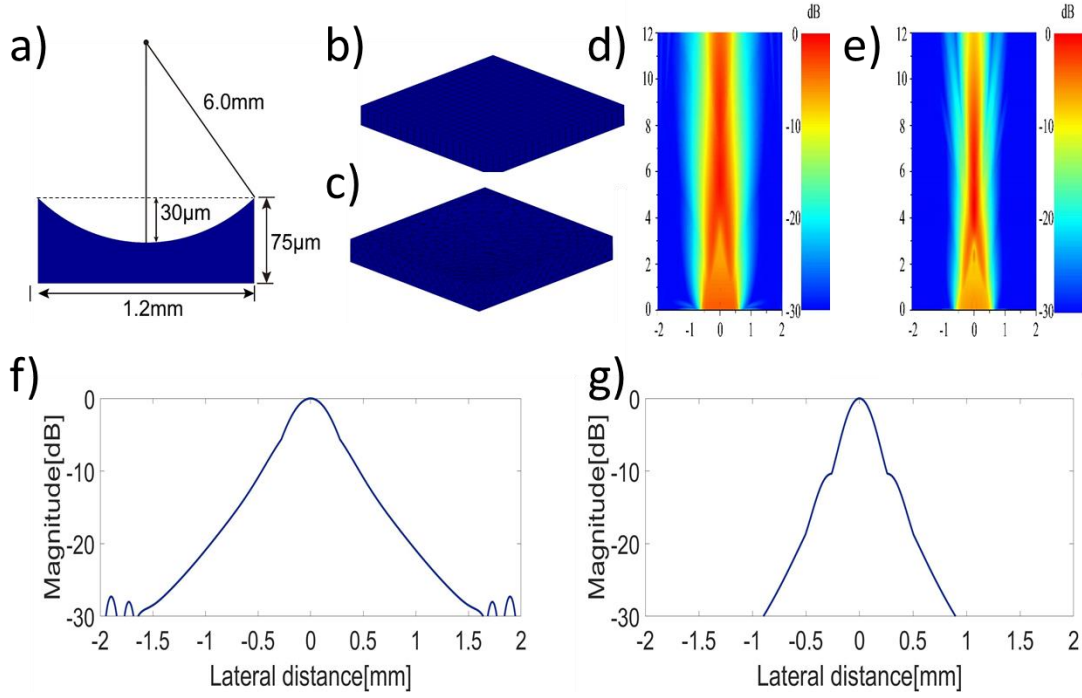 a)
6.0mm
30μm
75μm
1.2mm
b)
c)
d)
dB
12
10
8
6
4
2
0
-2 -1 0 1 2
0
-10
-20
-30
e)
dB
12
10
8
6
4
2
0
-2 -1 0 1 2
0
-10
-20
-30
f)
Magnitude[dB]
0
-10
-20
-30
-2 -1.5 -1 -0.5 0 0.5 1 1.5 2
Lateral distance[mm]
g)
Magnitude[dB]
0
-10
-20
-30
-2 -1.5 -1 -0.5 0 0.5 1 1.5 2
Lateral distance[mm]